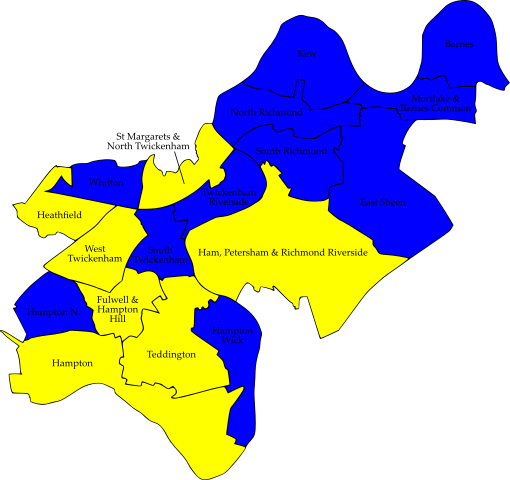 Barnes
Kew
Mortlake &
Barnes Common
North Richmond
St Margarets &
North Twickenham
South Richmond
Whitton
Twickenham
Riverside
East Sheen
Heathfield
West
Twickenham
South
Twickenham
Ham, Petersham & Richmond Riverside
Fulwell &
Hampton
Hill
Hampton N.
Hampton
Wick
Teddington
Hampton